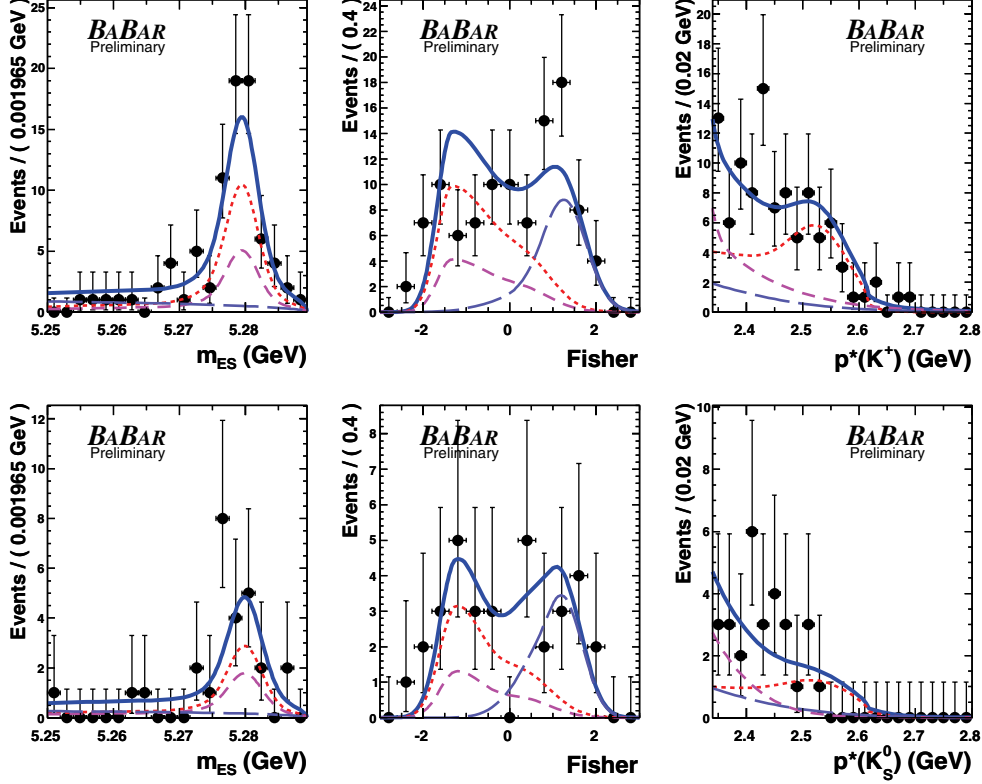 Events / ( 0.001965 GeV )
25
20
15
10
5
0
BABAR
Preliminary
5.25 5.26 5.27 5.28
m_ES (GeV)
Events / ( 0.4 )
24
22
20
18
16
14
12
10
8
6
4
2
0
BABAR
Preliminary
-2 0 2
Fisher
Events / (0.02 GeV)
20
18
16
14
12
10
8
6
4
2
0
BABAR
Preliminary
2.4 2.5 2.6 2.7 2.8
p*(K⁺) (GeV)
Events / ( 0.001965 GeV )
12
10
8
6
4
2
0
BABAR
Preliminary
5.25 5.26 5.27 5.28
m_ES (GeV)
Events / ( 0.4 )
8
7
6
5
4
3
2
1
0
BABAR
Preliminary
-2 0 2
Fisher
Events / (0.02 GeV)
10
8
6
4
2
0
BABAR
Preliminary
2.4 2.5 2.6 2.7 2.8
p*(K⁰_S) (GeV)